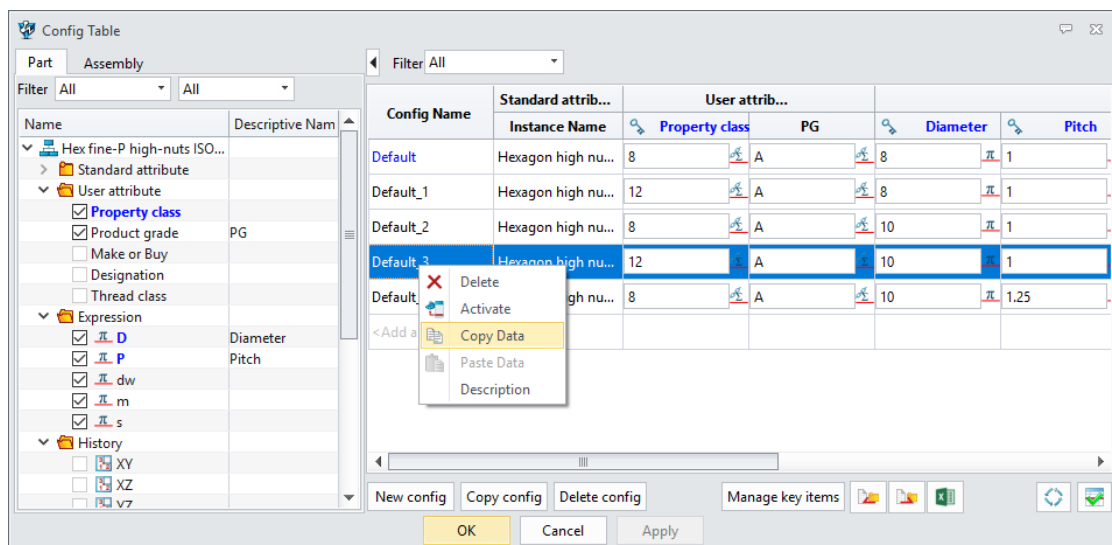 Config Table
Part Assembly
Filter All All
Name Descriptive Nam
Hex fine-P high-nuts ISO...
Standard attribute
User attribute
Property class
Product grade PG
Make or Buy
Designation
Thread class
Expression
π D Diameter
π P Pitch
π dw
π m
π s
History
XY
XZ
YZ
Filter All
Config Name Standard attrib... User attrib...
Instance Name Property class PG Diameter Pitch
Default Hexagon high nu... 8 A 8 π 1
Default_1 Hexagon high nu... 12 A 8 π 1
Default_2 Hexagon high nu... 8 A 10 π 1
Default_3 Hexagon high nu... 12 A 10 π 1
Default_ gh nu... 8 A 10 π 1.25
<Add a
Delete
Activate
Copy Data
Paste Data
Description
New config Copy config Delete config Manage key items
OK Cancel Apply